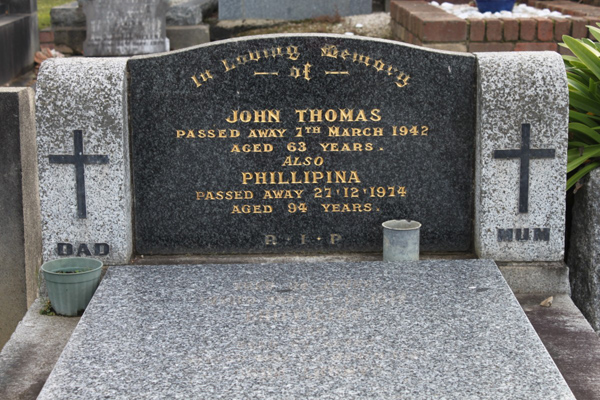 In Loving Memory
of
JOHN THOMAS
PASSED AWAY 7TH MARCH 1942
AGED 63 YEARS.
ALSO
PHILLIPINA
PASSED AWAY 27·12·1974
AGED 94 YEARS.
R·I·P
DAD
MUM